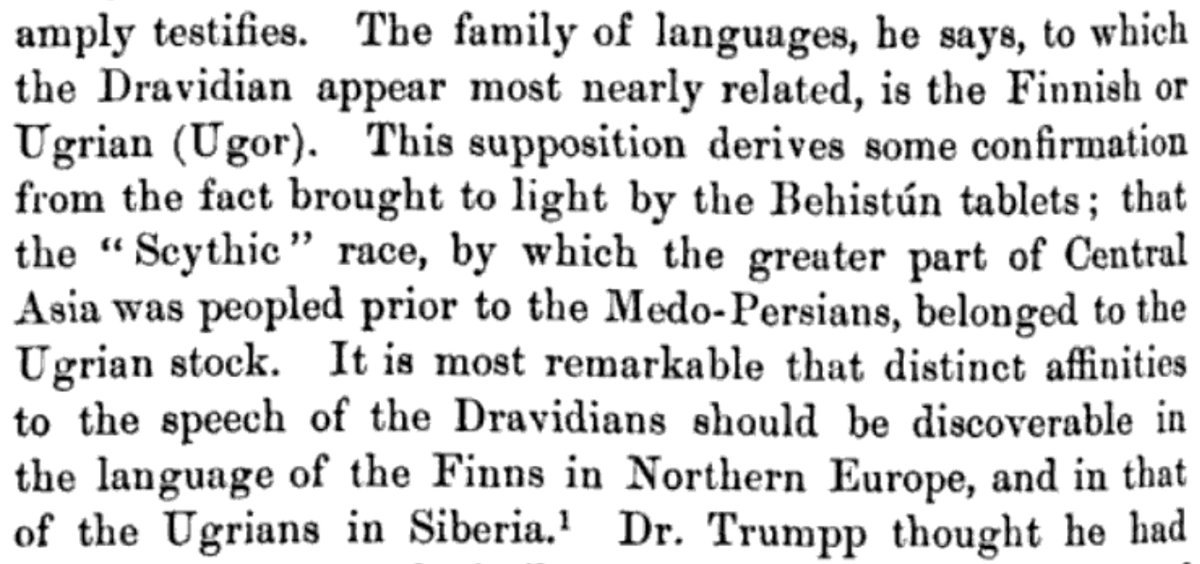 amply testifies. The family of languages, he says, to which
the Dravidian appear most nearly related, is the Finnish or
Ugrian (Ugor). This supposition derives some confirmation
from the fact brought to light by the Behistún tablets; that
the “Scythic” race, by which the greater part of Central
Asia was peopled prior to the Medo-Persians, belonged to the
Ugrian stock. It is most remarkable that distinct affinities
to the speech of the Dravidians should be discoverable in
the language of the Finns in Northern Europe, and in that
of the Ugrians in Siberia.¹ Dr. Trumpp thought he had